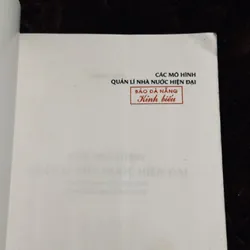 CÁC MÔ HÌNH
QUẢN LÍ NHÀ NƯỚC HIỆN ĐẠI
BÁO ĐÀ NẴNG
Kính biếu